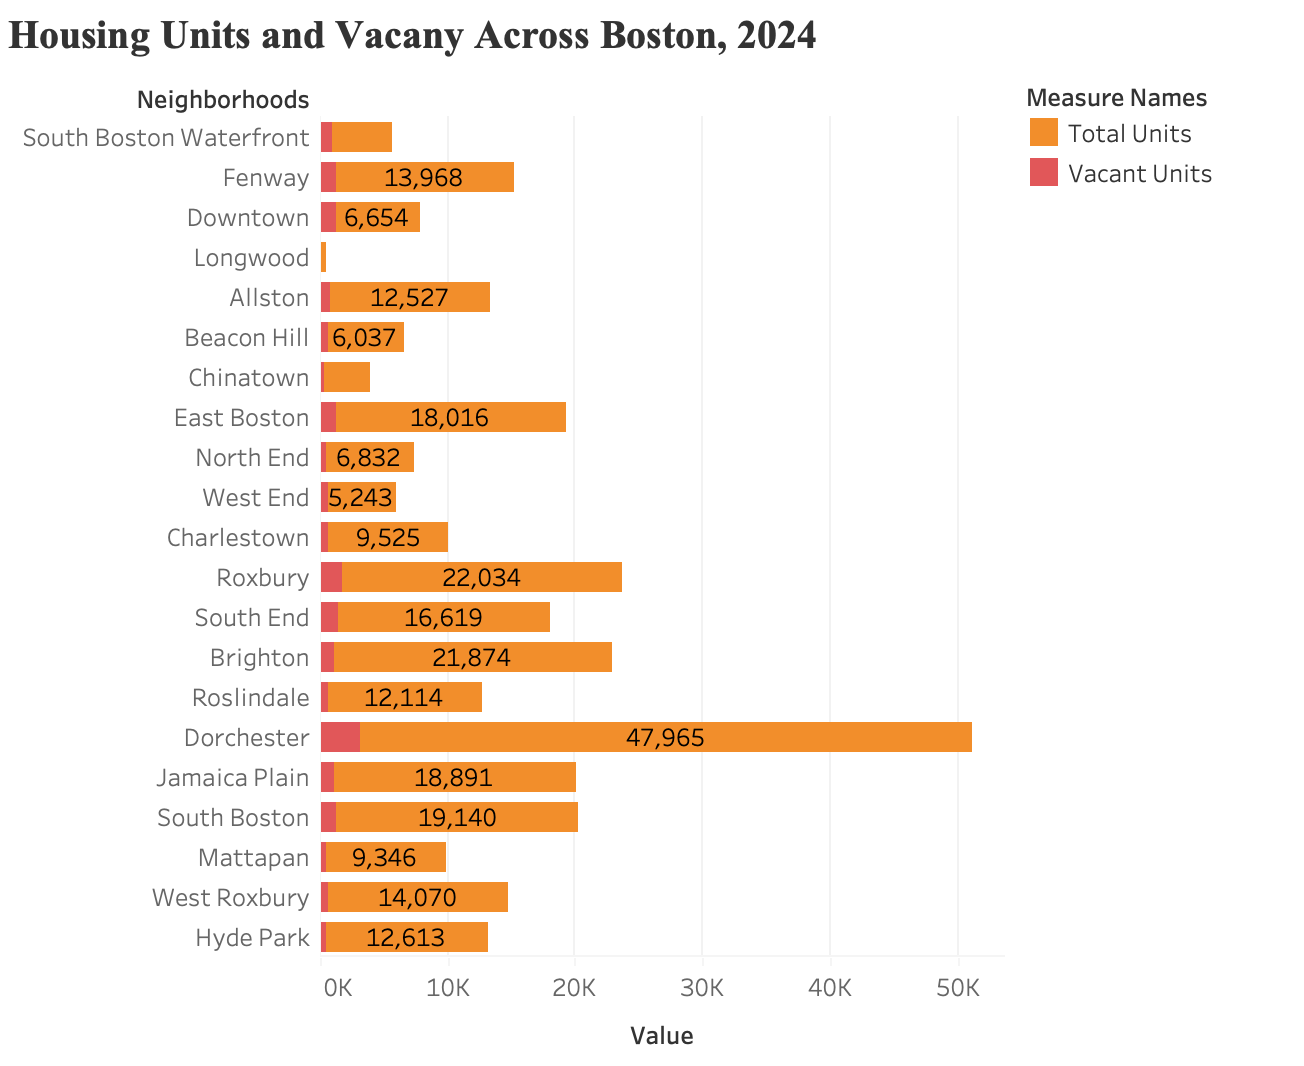 Housing Units and Vacany Across Boston, 2024
Neighborhoods
Measure Names
Total Units
Vacant Units
South Boston Waterfront
Fenway 13,968
Downtown 6,654
Longwood
Allston 12,527
Beacon Hill 6,037
Chinatown
East Boston 18,016
North End 6,832
West End 5,243
Charlestown 9,525
Roxbury 22,034
South End 16,619
Brighton 21,874
Roslindale 12,114
Dorchester 47,965
Jamaica Plain 18,891
South Boston 19,140
Mattapan 9,346
West Roxbury 14,070
Hyde Park 12,613
0K 10K 20K 30K 40K 50K
Value